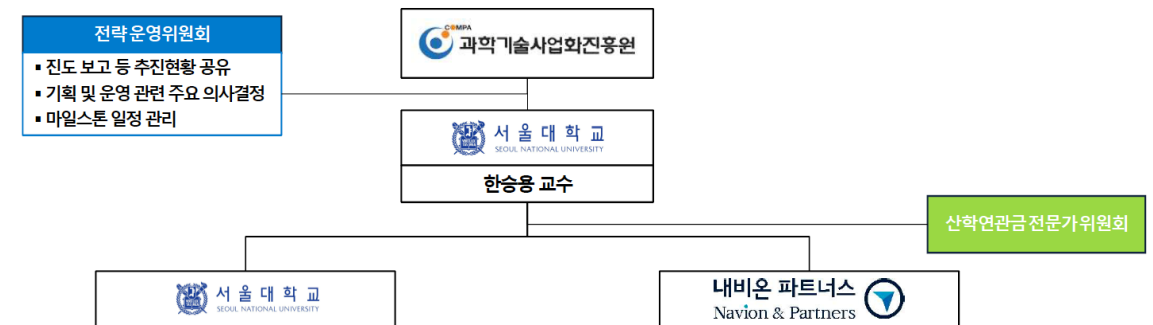 전략운영위원회
▪ 진도 보고 등 추진현황 공유
▪ 기획 및 운영 관련 주요 의사결정
▪ 마일스톤 일정 관리
COMPA
과학기술사업화진흥원
서울대학교
SEOUL NATIONAL UNIVERSITY
한승용 교수
산학연관금 전문가위원회
서울대학교
SEOUL NATIONAL UNIVERSITY
내비온 파트너스
Navion & Partners